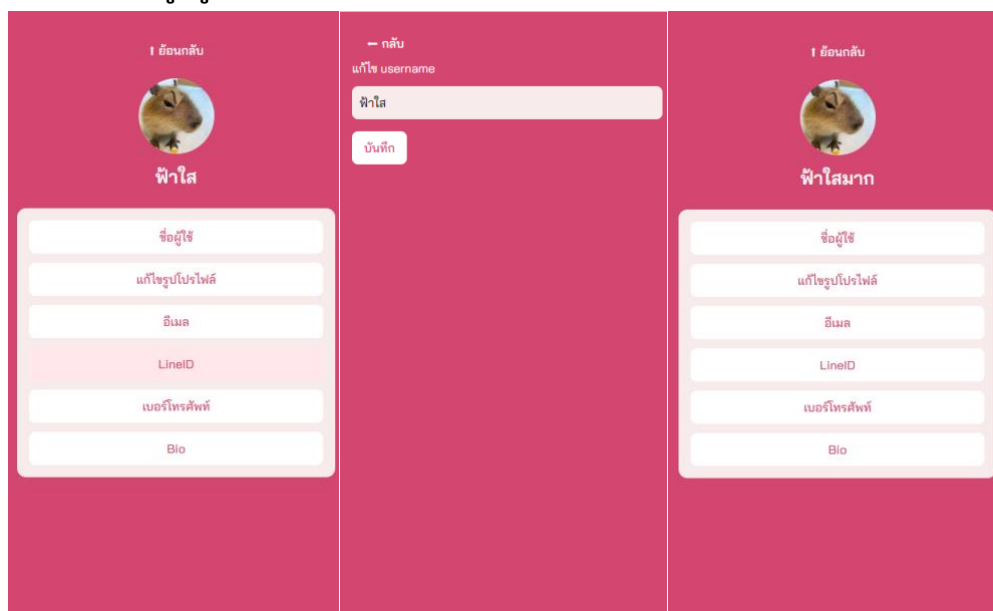 ↑ ย้อนกลับ
ฟ้าใส
ชื่อผู้ใช้
แก้ไขรูปโปรไฟล์
อีเมล
LineID
เบอร์โทรศัพท์
Bio
← กลับ
แก้ไข username
ฟ้าใส
บันทึก
↑ ย้อนกลับ
ฟ้าใสมาก
ชื่อผู้ใช้
แก้ไขรูปโปรไฟล์
อีเมล
LineID
เบอร์โทรศัพท์
Bio